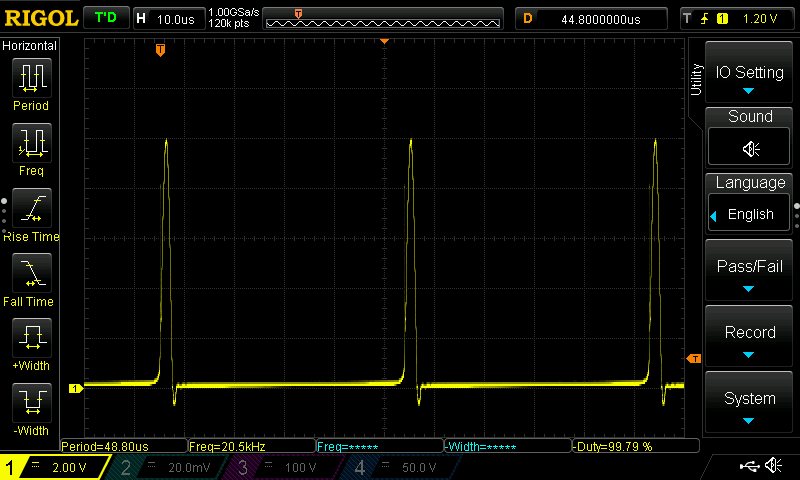 RIGOL T'D H 10.0us 1.00GSa/s 120k pts T D 44.8000000us T 1 1.20 V
Horizontal
Period
Freq
Rise Time
Fall Time
+Width
-Width
T
1
T
Utility
IO Setting
Sound
Language
English
Pass/Fail
Record
System
Period=48.80us Freq=20.5kHz Freq=***** -Width=***** -Duty=99.79 %
1 2.00 V 2 20.0mV 3 100 V 4 50.0 V